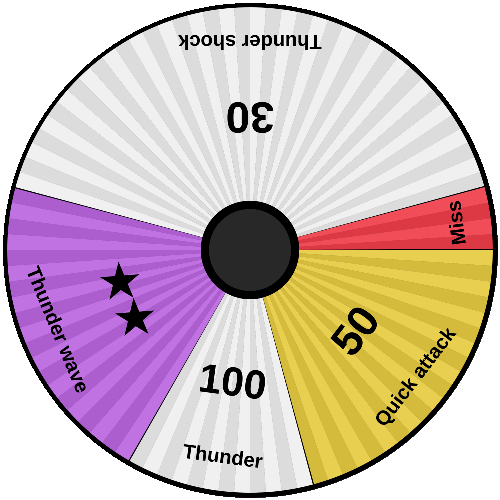 Thunder shock
30
Miss
50
Quick attack
100
Thunder
Thunder wave
★★